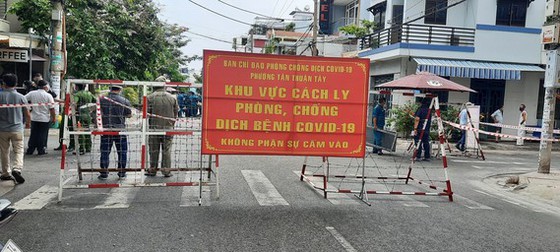 BAN CHỈ ĐẠO PHÒNG CHỐNG DỊCH COVID-19
PHƯỜNG TÂN THUẬN TÂY
KHU VỰC CÁCH LY
PHÒNG, CHỐNG
DỊCH BỆNH COVID-19
KHÔNG PHẬN SỰ CẤM VÀO